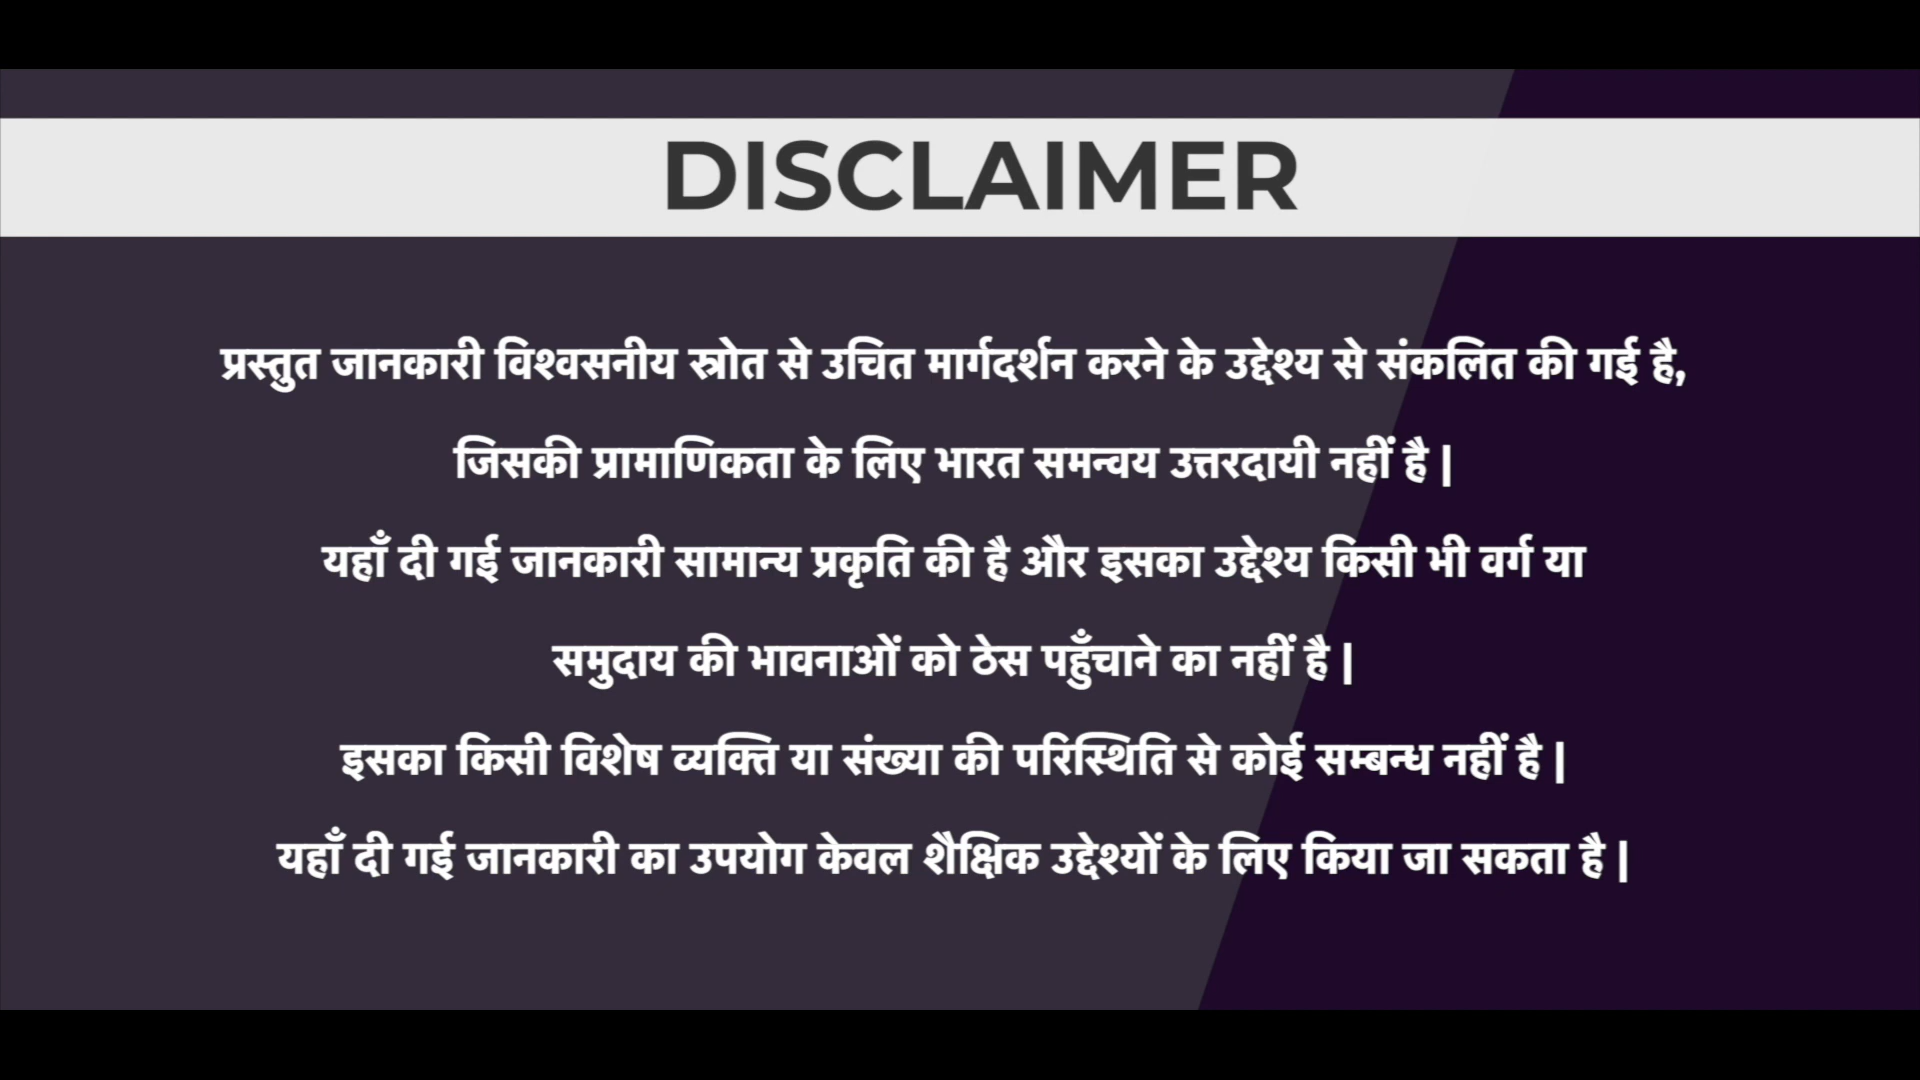 DISCLAIMER
प्रस्तुत जानकारी विश्वसनीय स्रोत से उचित मार्गदर्शन करने के उद्देश्य से संकलित की गई है,
जिसकी प्रामाणिकता के लिए भारत समन्वय उत्तरदायी नहीं है |
यहाँ दी गई जानकारी सामान्य प्रकृति की है और इसका उद्देश्य किसी भी वर्ग या
समुदाय की भावनाओं को ठेस पहुँचाने का नहीं है |
इसका किसी विशेष व्यक्ति या संख्या की परिस्थिति से कोई सम्बन्ध नहीं है |
यहाँ दी गई जानकारी का उपयोग केवल शैक्षिक उद्देश्यों के लिए किया जा सकता है |